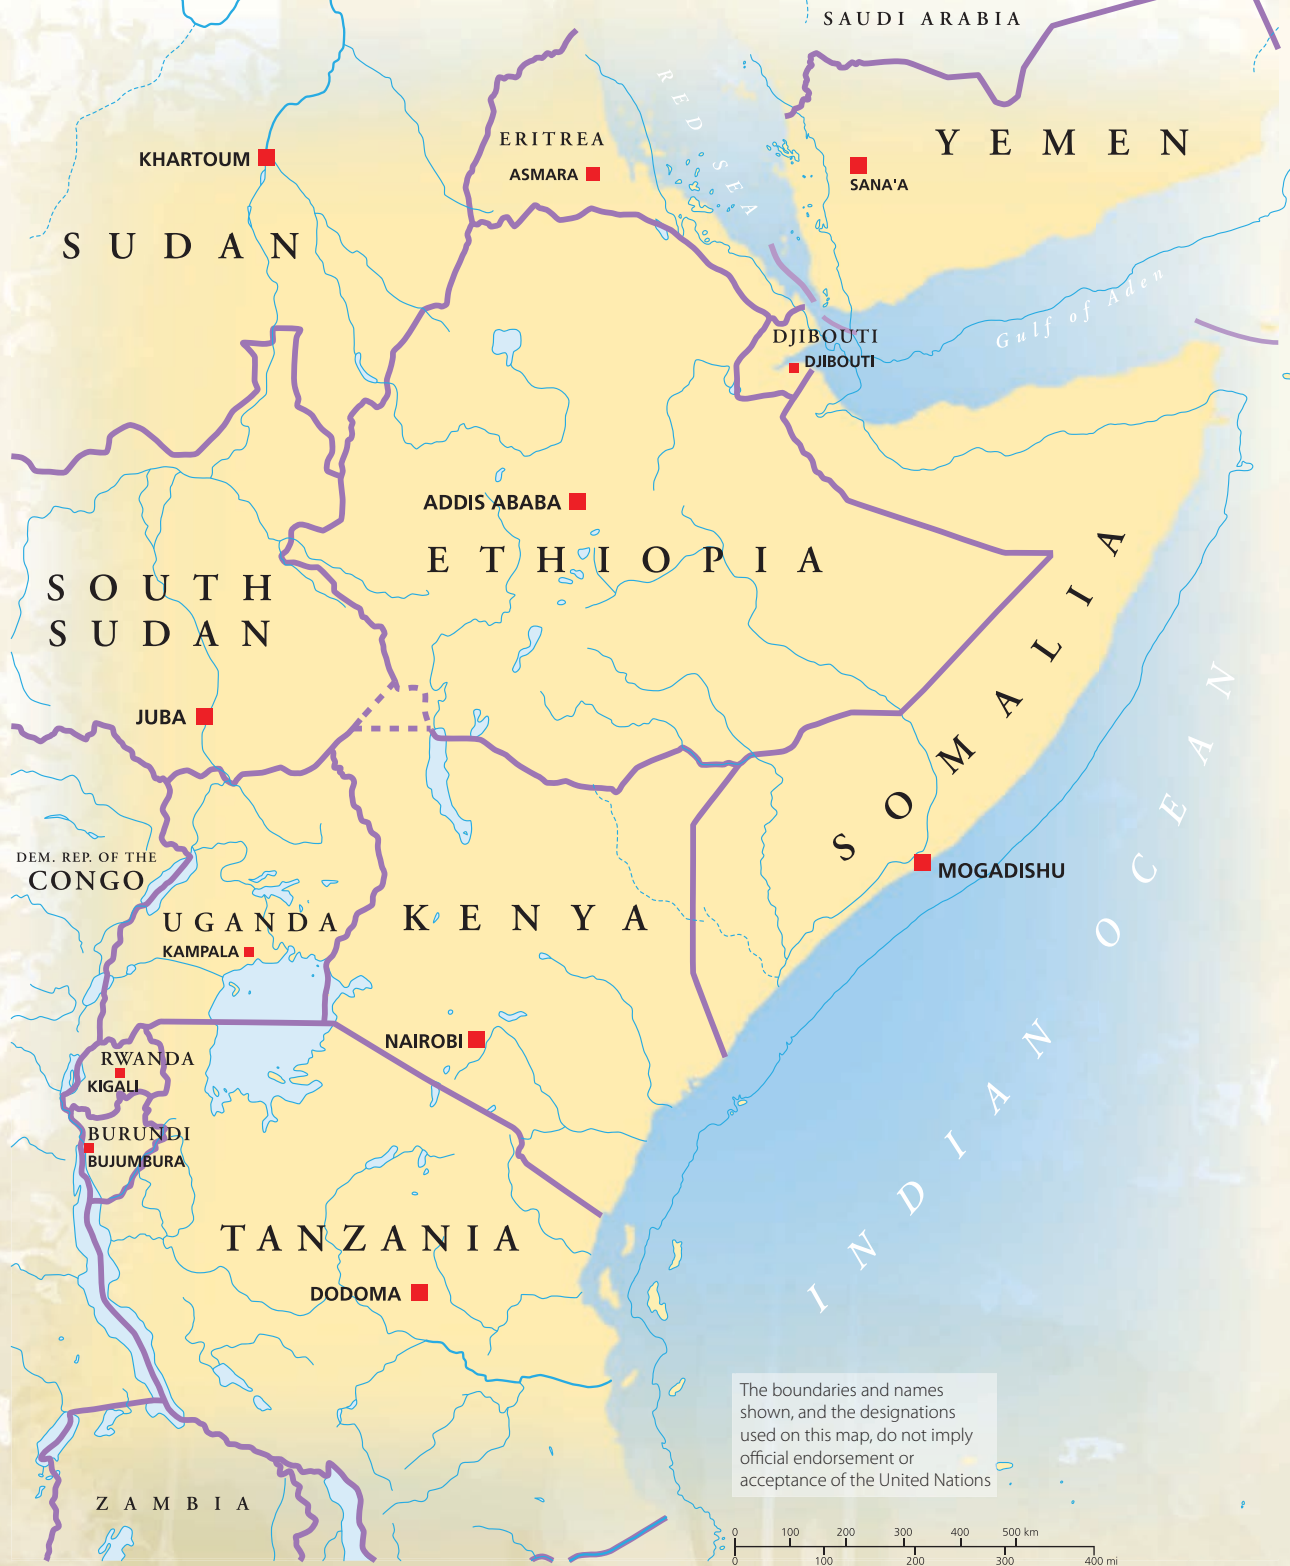 SAUDI ARABIA
RED SEA
YEMEN
ERITREA
KHARTOUM
ASMARA
SANA'A
SUDAN
Gulf of Aden
DJIBOUTI
DJIBOUTI
ADDIS ABABA
ETHIOPIA
SOUTH
SUDAN
SOMALIA
JUBA
INDIAN OCEAN
DEM. REP. OF THE
CONGO
MOGADISHU
UGANDA
KENYA
KAMPALA
NAIROBI
RWANDA
KIGALI
BURUNDI
BUJUMBURA
TANZANIA
DODOMA
The boundaries and names
shown, and the designations
used on this map, do not imply
official endorsement or
acceptance of the United Nations
ZAMBIA
0 100 200 300 400 500 km
0 100 200 300 400 mi